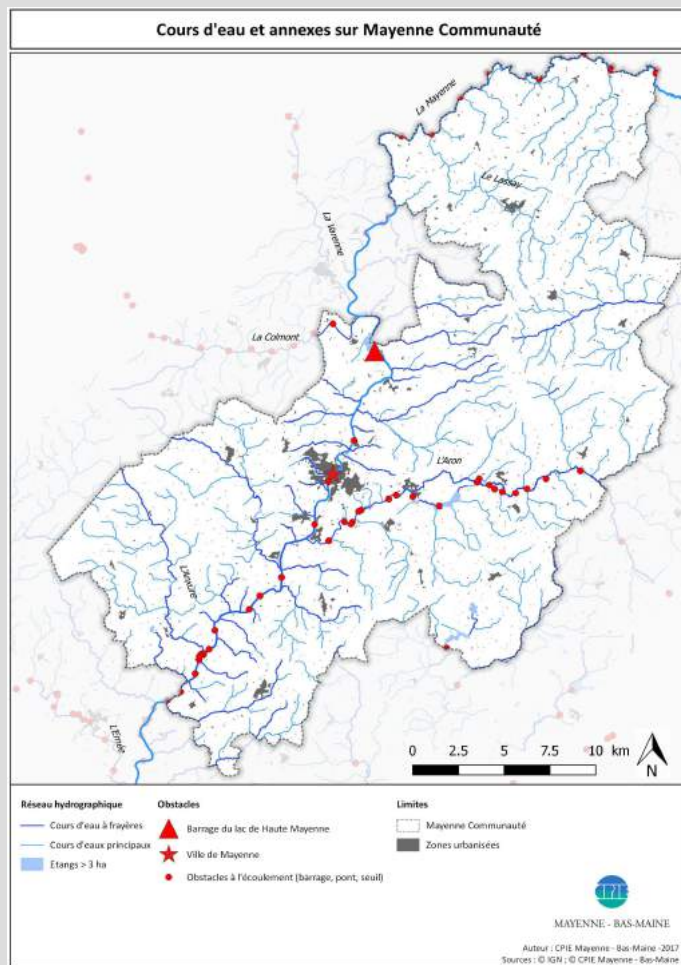 Cours d'eau et annexes sur Mayenne Communauté
La Mayenne
Le Lassay
La Varenne
La Colmont
L'Aron
L'Anxure
L'Ernée
0 2.5 5 7.5 10 km
N
Réseau hydrographique
Cours d'eau à frayères
Cours d'eaux principaux
Etangs > 3 ha
Obstacles
Barrage du lac de Haute Mayenne
Ville de Mayenne
Obstacles à l'écoulement (barrage, pont, seuil)
Limites
Mayenne Communauté
Zones urbanisées
CPIE
MAYENNE - BAS-MAINE
Auteur : CPIE Mayenne - Bas-Maine -2017
Sources : © IGN ; © CPIE Mayenne - Bas-Maine